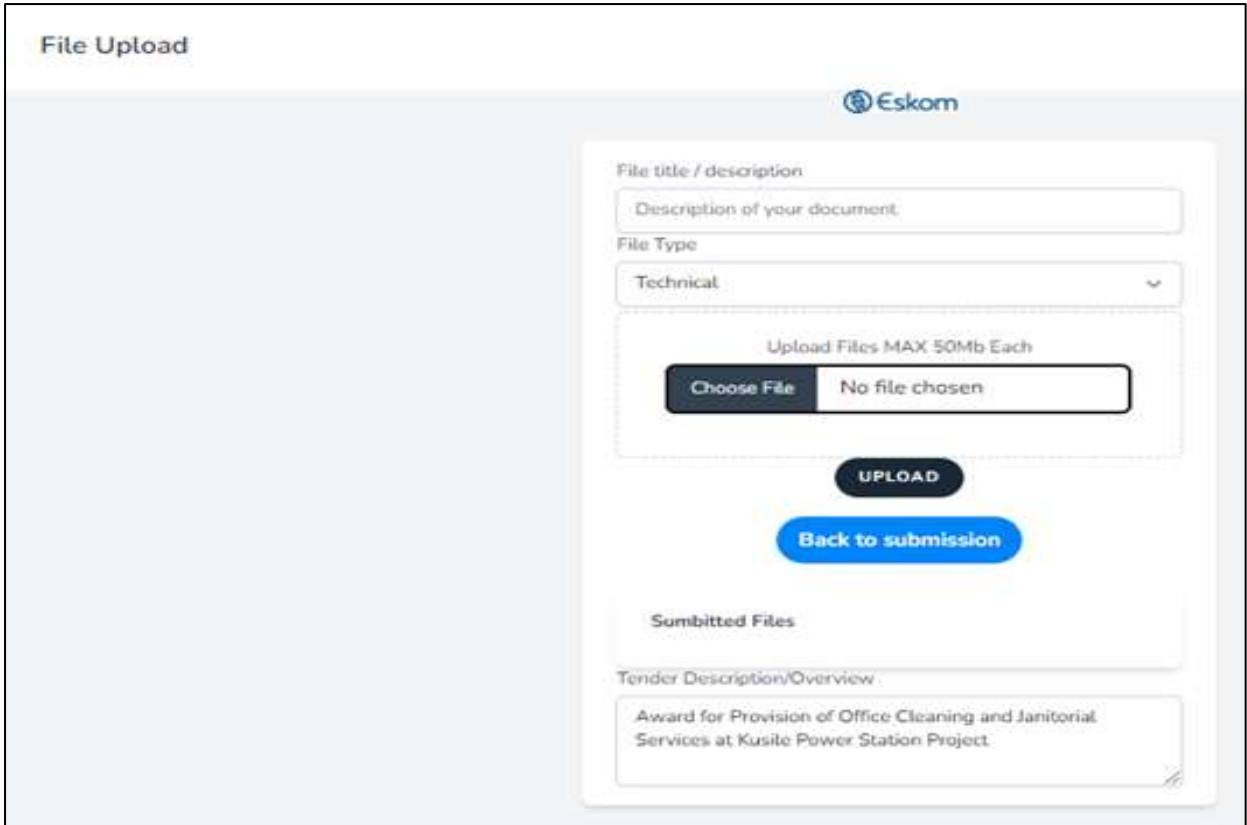 File Upload
Eskom
File title / description
Description of your document
File Type
Technical
Upload Files MAX 50Mb Each
Choose File
No file chosen
UPLOAD
Back to submission
Sumbitted Files
Tender Description/Overview
Award for Provision of Office Cleaning and Janitorial
Services at Kusile Power Station Project